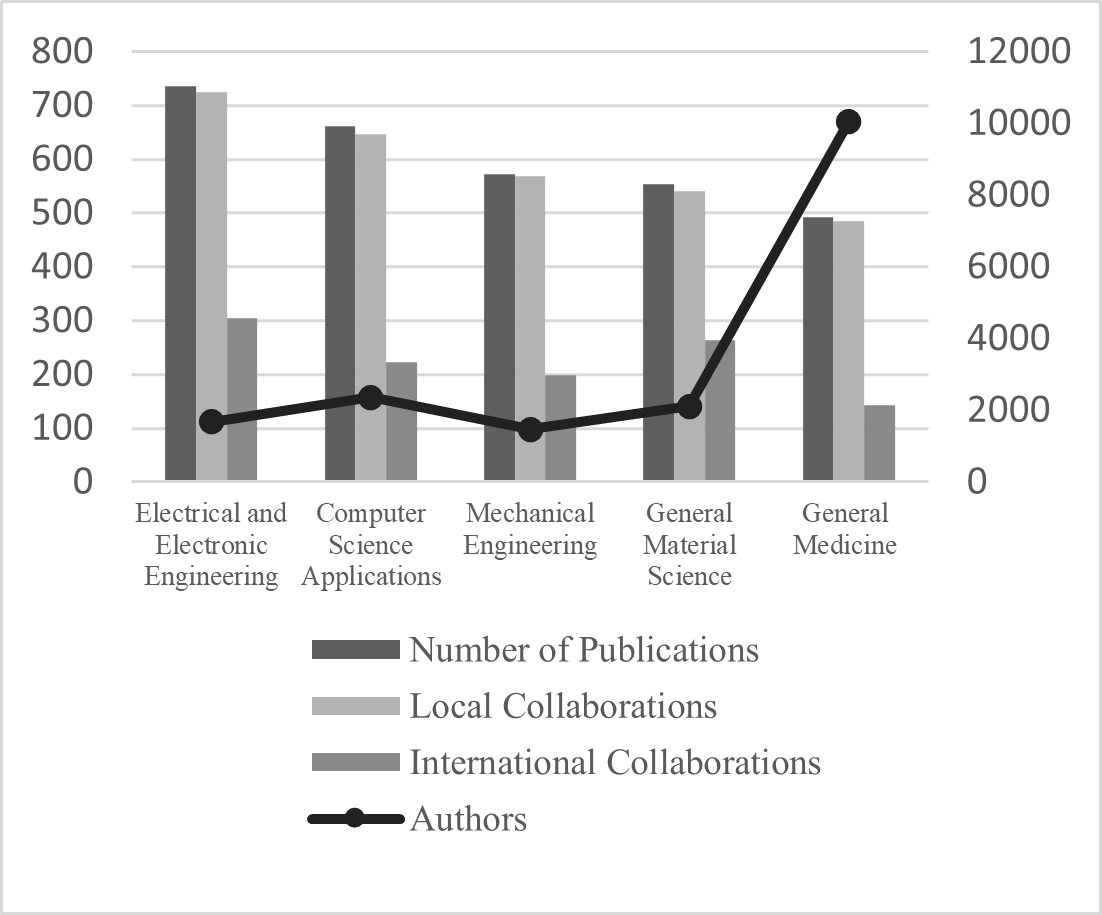 800
700
600
500
400
300
200
100
0
12000
10000
8000
6000
4000
2000
0
Electrical and
Electronic
Engineering
Computer
Science
Applications
Mechanical
Engineering
General
Material
Science
General
Medicine
Number of Publications
Local Collaborations
International Collaborations
Authors